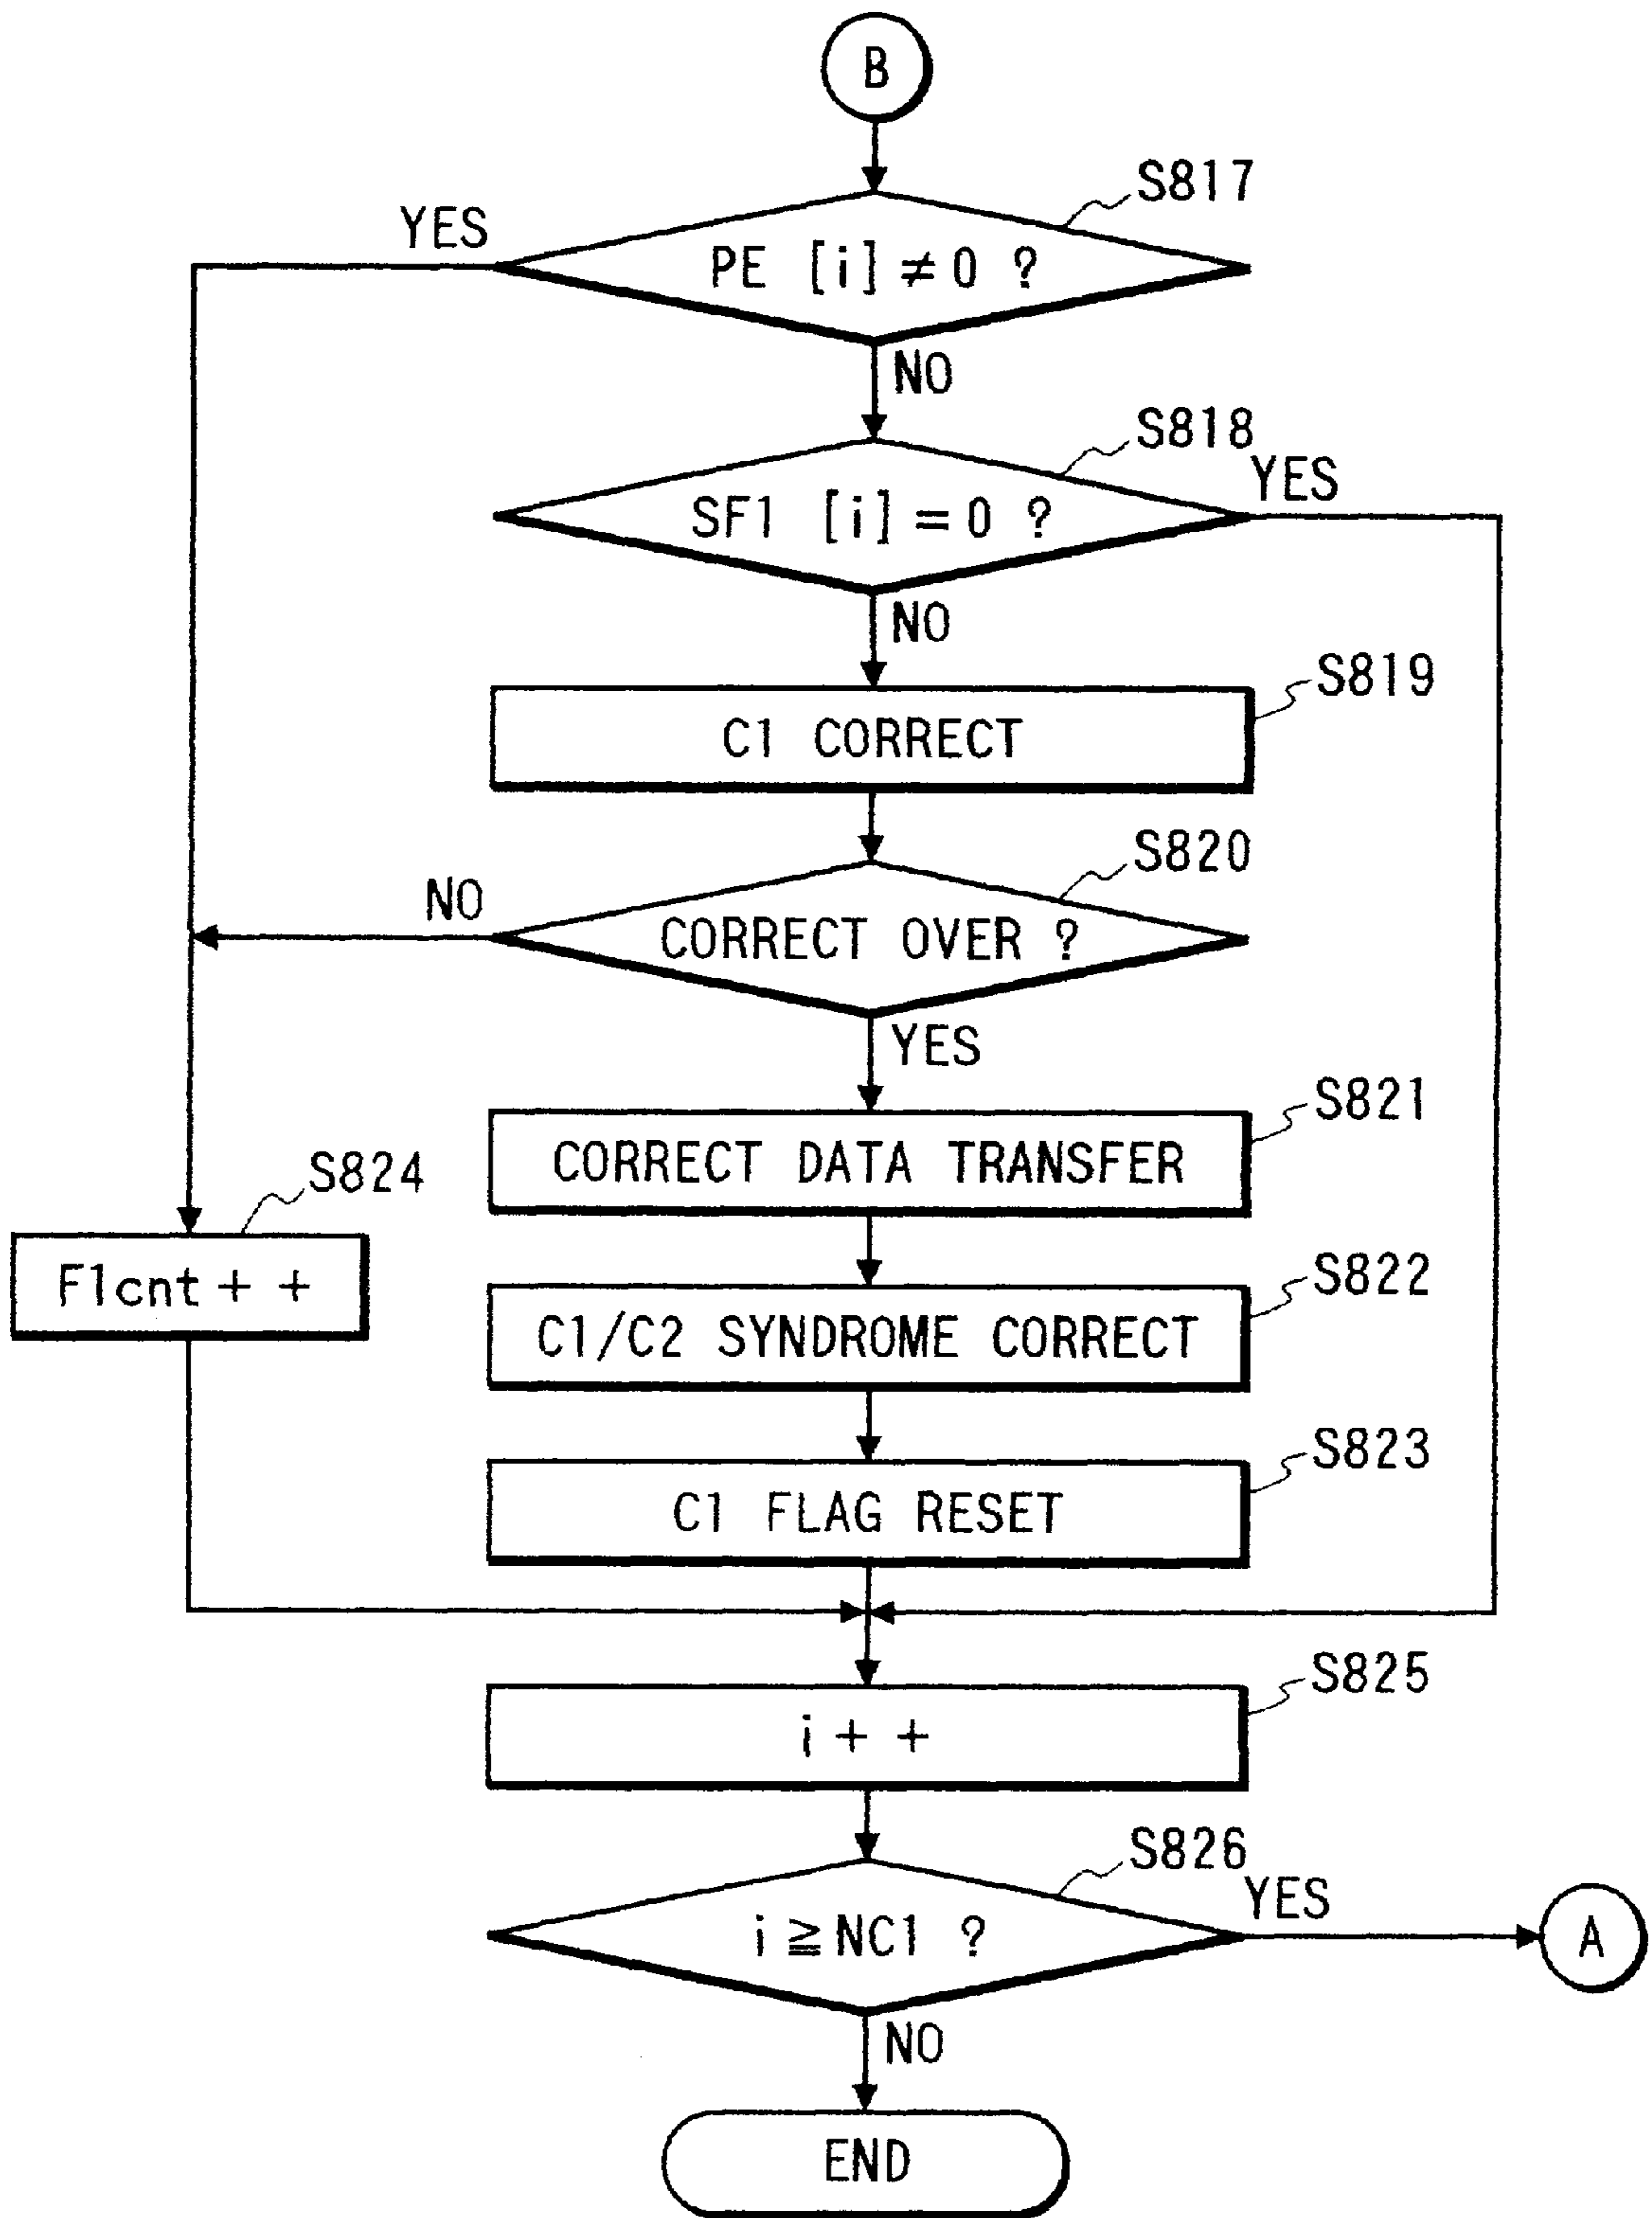 B
S817
YES
PE [i] ≠ 0 ?
NO
S818
YES
SF1 [i] = 0 ?
NO
S819
C1 CORRECT
S820
NO
CORRECT OVER ?
YES
S821
CORRECT DATA TRANSFER
S824
F1cnt + +
S822
C1/C2 SYNDROME CORRECT
S823
C1 FLAG RESET
S825
i + +
S826
YES
i ≧ NC1 ?
A
NO
END